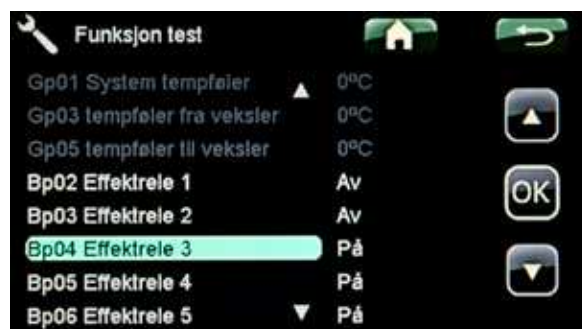 Funksjon test
Gp01 System tempføler 0ºC
Gp03 tempføler fra veksler 0ºC
Gp05 tempføler til veksler 0ºC
Bp02 Effektrele 1 Av
Bp03 Effektrele 2 Av
OK
Bp04 Effektrele 3 På
Bp05 Effektrele 4 På
Bp06 Effektrele 5 På